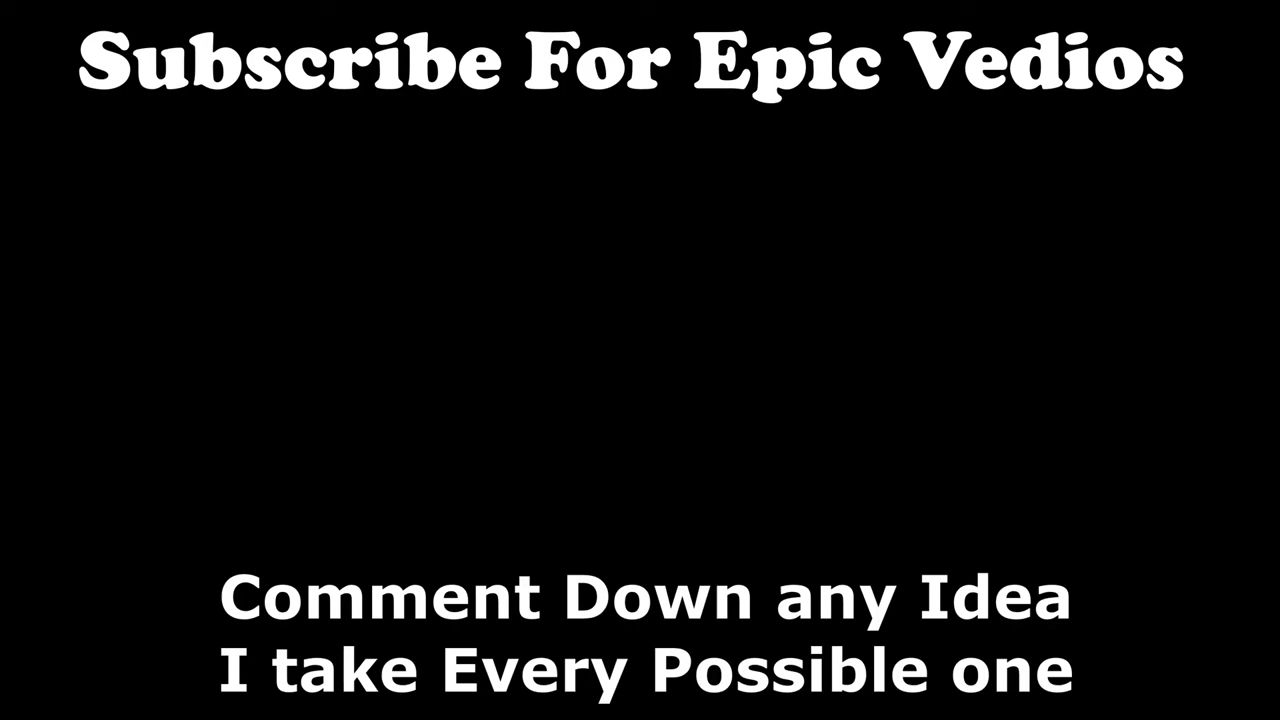 Subscribe For Epic Vedios
Comment Down any Idea
I take Every Possible one